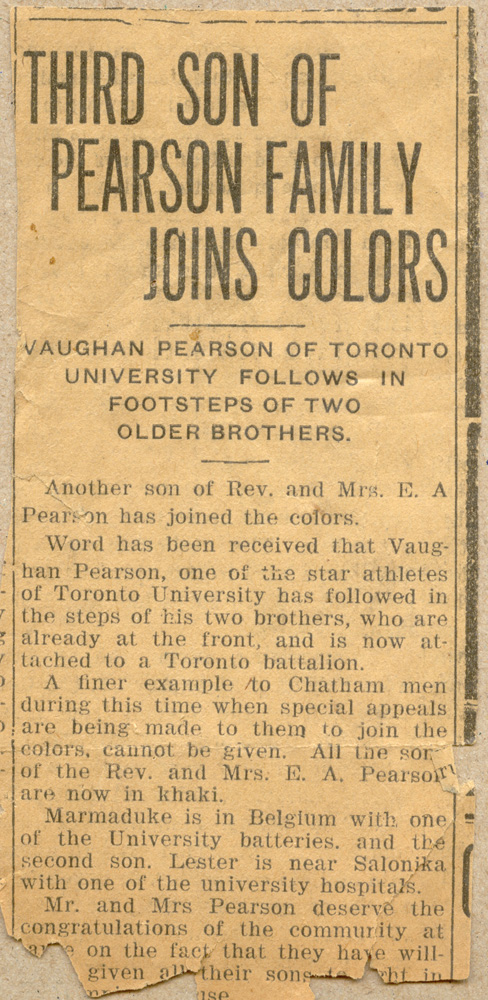 THIRD SON OF
PEARSON FAMILY
JOINS COLORS
VAUGHAN PEARSON OF TORONTO
UNIVERSITY FOLLOWS IN
FOOTSTEPS OF TWO
OLDER BROTHERS.
Another son of Rev. and Mrs. E. A
Pearson has joined the colors.
Word has been received that Vaug-
han Pearson, one of the star athletes
of Toronto University has followed in
the steps of his two brothers, who are
already at the front, and is now at-
tached to a Toronto battalion.
A finer example to Chatham men
during this time when special appeals
are being made to them to join the
colors, cannot be given. All the son
of the Rev. and Mrs. E. A. Pearson
are now in khaki.
Marmaduke is in Belgium with one
of the University batteries. and the
second son. Lester is near Salonika
with one of the university hospitals.
Mr. and Mrs Pearson deserve the
congratulations of the community at
on the fact that they have will-
given all their sons in